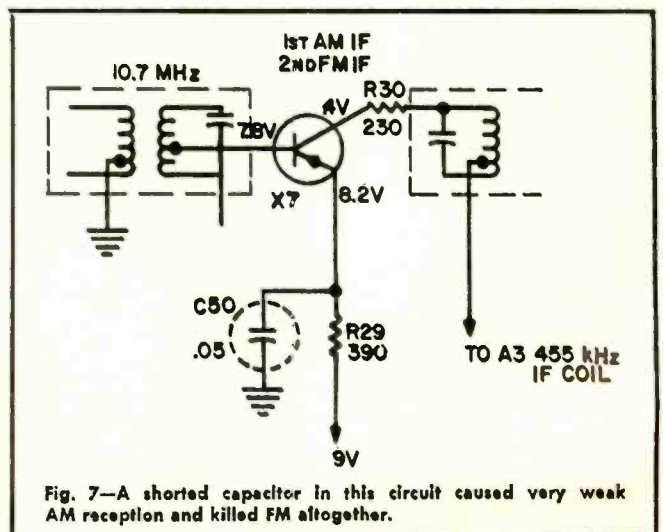 1ST AM IF
2ND FM IF
10.7 MHz
R30
4V
7.8V
230
X7
8.2V
C50
.05
R29
390
TO A3 455 kHz
IF COIL
9V
Fig. 7—A shorted capacitor in this circuit caused very weak
AM reception and killed FM altogether.